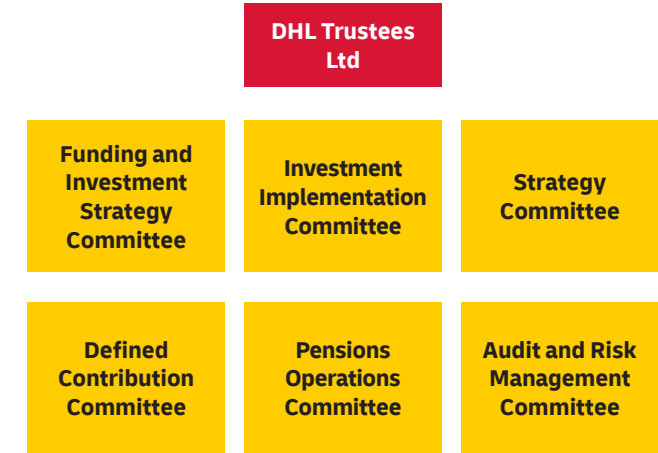 DHL Trustees
Ltd
Funding and
Investment
Strategy
Committee
Investment
Implementation
Committee
Strategy
Committee
Defined
Contribution
Committee
Pensions
Operations
Committee
Audit and Risk
Management
Committee